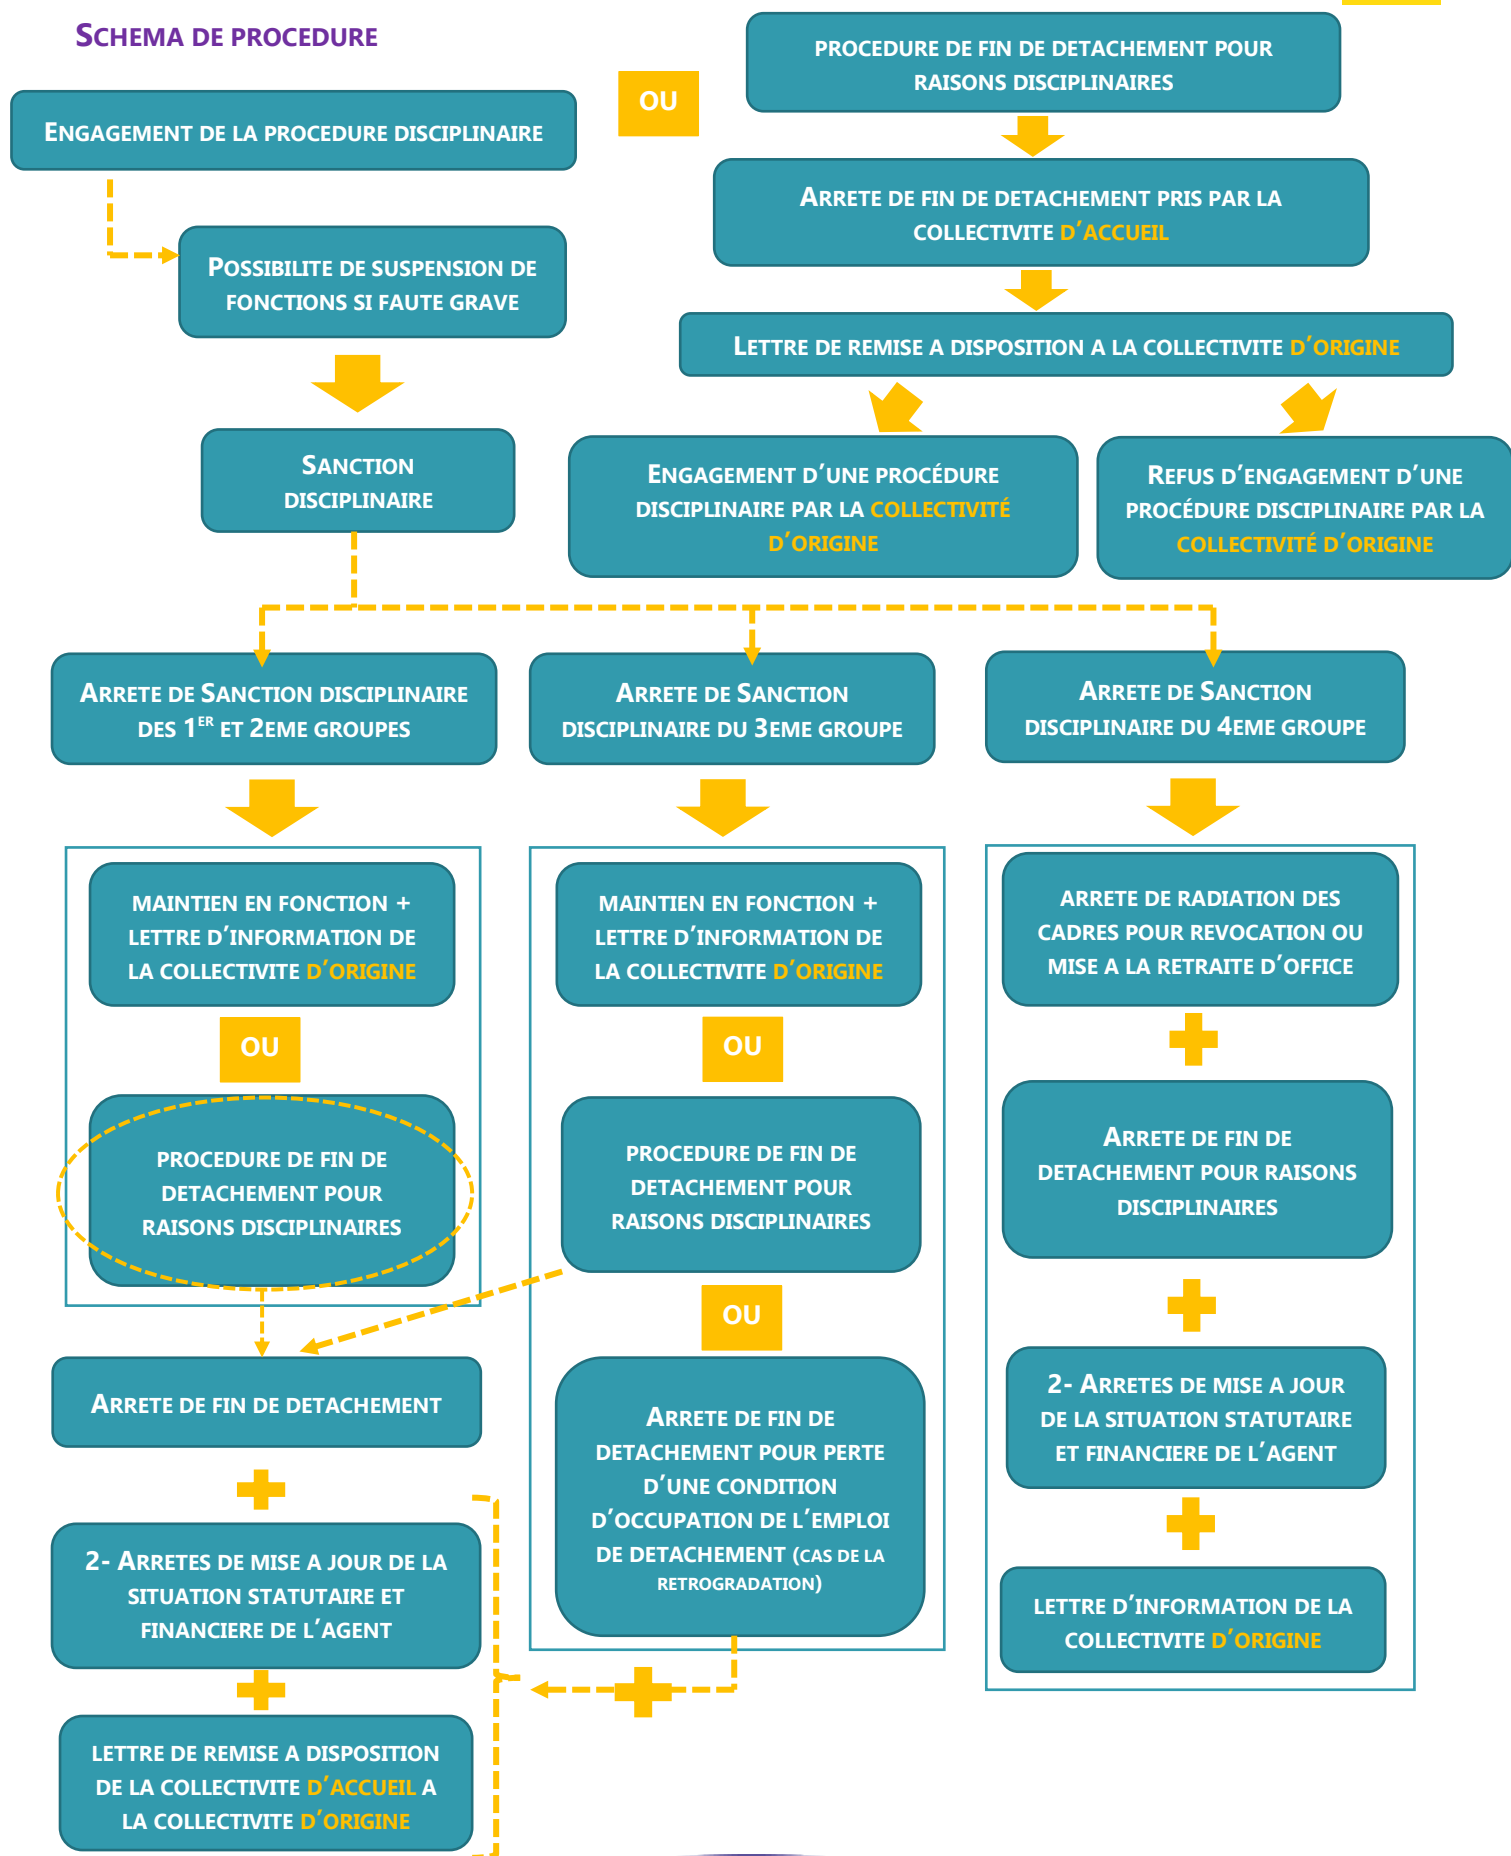 SCHEMA DE PROCEDURE
ENGAGEMENT DE LA PROCEDURE DISCIPLINAIRE
OU
PROCEDURE DE FIN DE DETACHEMENT POUR
RAISONS DISCIPLINAIRES
ARRETE DE FIN DE DETACHEMENT PRIS PAR LA
COLLECTIVITE D'ACCUEIL
POSSIBILITE DE SUSPENSION DE
FONCTIONS SI FAUTE GRAVE
LETTRE DE REMISE A DISPOSITION A LA COLLECTIVITE D'ORIGINE
SANCTION
DISCIPLINAIRE
ENGAGEMENT D'UNE PROCÉDURE
DISCIPLINAIRE PAR LA COLLECTIVITÉ
D'ORIGINE
REFUS D'ENGAGEMENT D'UNE
PROCÉDURE DISCIPLINAIRE PAR LA
COLLECTIVITÉ D'ORIGINE
ARRETE DE SANCTION DISCIPLINAIRE
DES 1ER ET 2EME GROUPES
ARRETE DE SANCTION
DISCIPLINAIRE DU 3EME GROUPE
ARRETE DE SANCTION
DISCIPLINAIRE DU 4EME GROUPE
MAINTIEN EN FONCTION +
LETTRE D'INFORMATION DE
LA COLLECTIVITE D'ORIGINE
OU
PROCEDURE DE FIN DE
DETACHEMENT POUR
RAISONS DISCIPLINAIRES
MAINTIEN EN FONCTION +
LETTRE D'INFORMATION DE
LA COLLECTIVITE D'ORIGINE
OU
PROCEDURE DE FIN DE
DETACHEMENT POUR
RAISONS DISCIPLINAIRES
OU
ARRETE DE FIN DE
DETACHEMENT POUR PERTE
D'UNE CONDITION
D'OCCUPATION DE L'EMPLOI
DE DETACHEMENT (CAS DE LA
RETROGRADATION)
ARRETE DE RADIATION DES
CADRES POUR REVOCATION OU
MISE A LA RETRAITE D'OFFICE
ARRETE DE FIN DE
DETACHEMENT POUR RAISONS
DISCIPLINAIRES
2- ARRETES DE MISE A JOUR
DE LA SITUATION STATUTAIRE
ET FINANCIERE DE L'AGENT
LETTRE D'INFORMATION DE LA
COLLECTIVITE D'ORIGINE
ARRETE DE FIN DE DETACHEMENT
2- ARRETES DE MISE A JOUR DE LA
SITUATION STATUTAIRE ET
FINANCIERE DE L'AGENT
LETTRE DE REMISE A DISPOSITION
DE LA COLLECTIVITE D'ACCUEIL A
LA COLLECTIVITE D'ORIGINE